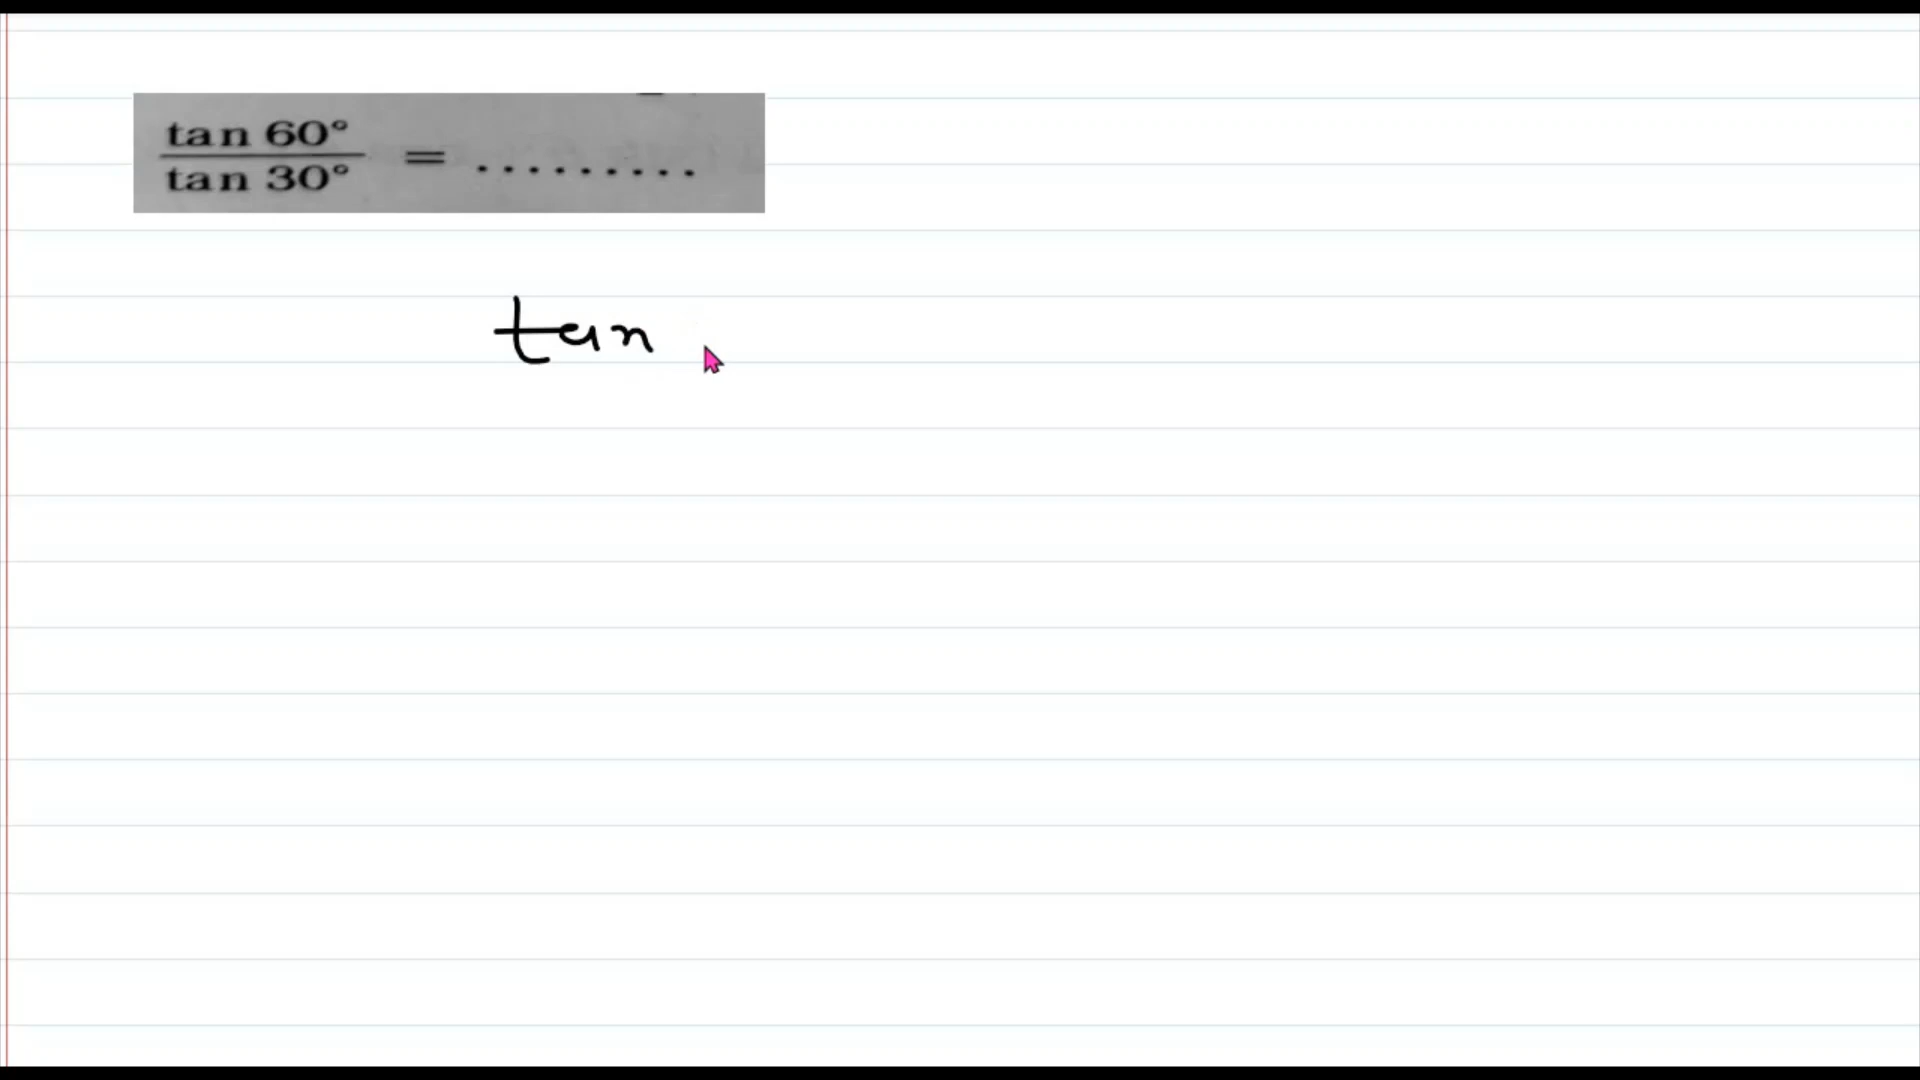 tan 60°
tan 30° = .........
tan